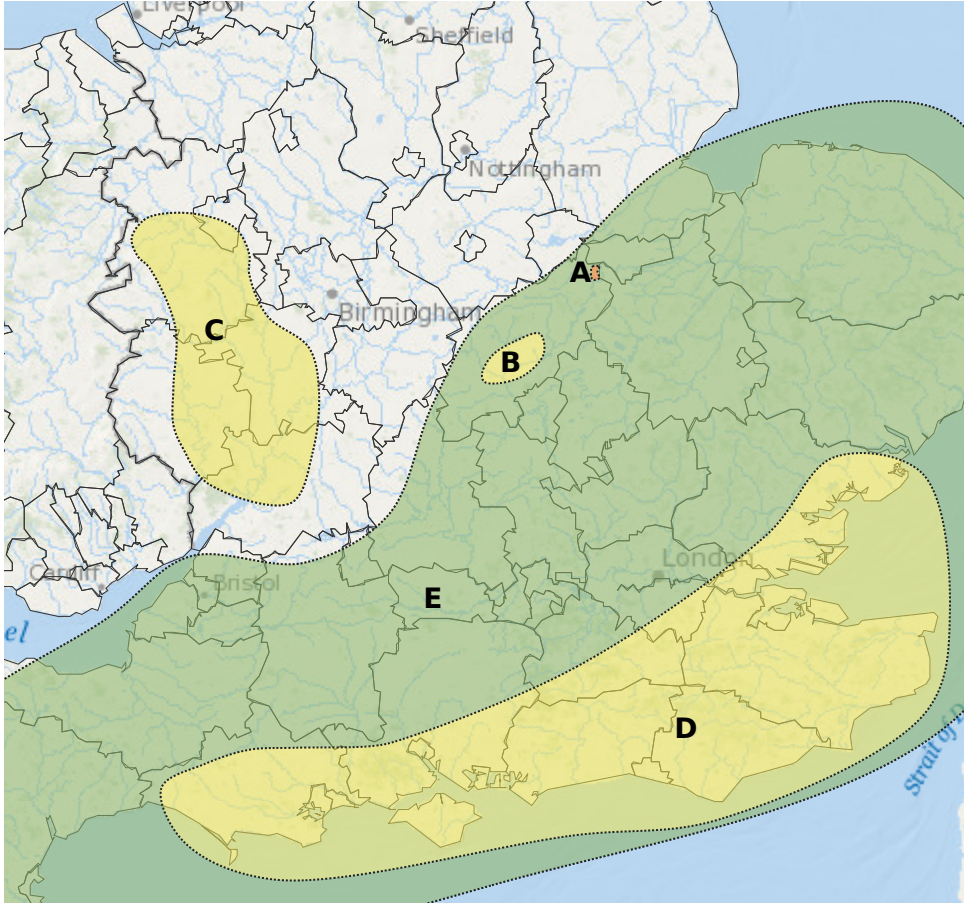 Liverpool
Sheffield
Nottingham
A
Birmingham
C
B
London
Cardiff
Bristol
E
el
D
Strait of D